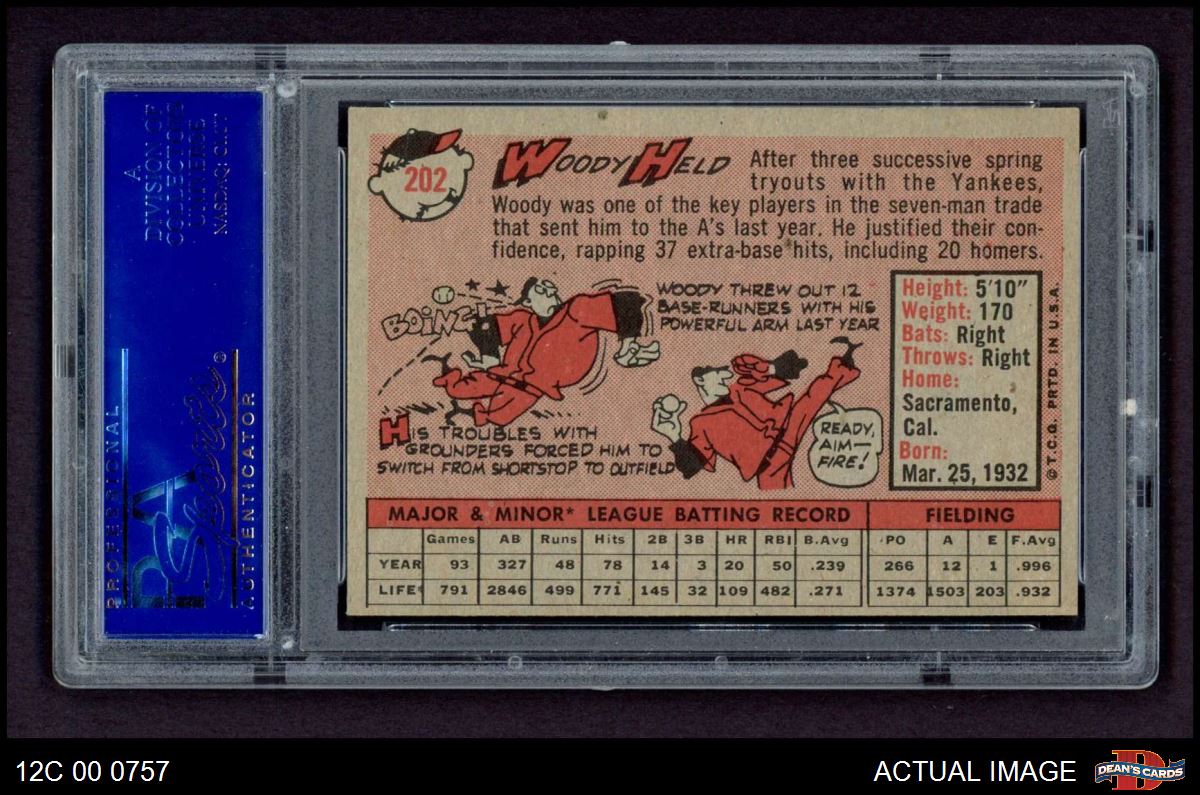 A
DIVISION OF
COLLECTORS
UNIVERSE
NASDAQ: CLCT
PROFESSIONAL
PSA
Sports®
AUTHENTICATOR
202
WOODY HELD
After three successive spring
tryouts with the Yankees,
Woody was one of the key players in the seven-man trade
that sent him to the A's last year. He justified their con-
fidence, rapping 37 extra-base hits, including 20 homers.
BOING!
WOODY THREW OUT 12
BASE-RUNNERS WITH HIS
POWERFUL ARM LAST YEAR
HIS TROUBLES WITH
GROUNDERS FORCED HIM TO
SWITCH FROM SHORTSTOP TO OUTFIELD
READY,
AIM—
FIRE!
Height: 5'10"
Weight: 170
Bats: Right
Throws: Right
Home:
Sacramento,
Cal.
Born:
Mar. 25, 1932
© T.C.G. PRTD. IN U.S.A.
MAJOR & MINOR* LEAGUE BATTING RECORD FIELDING
Games AB Runs Hits 2B 3B HR RBI B.Avg PO A E F.Avg
YEAR 93 327 48 78 14 3 20 50 .239 266 12 1 .996
LIFE* 791 2846 499 771 145 32 109 482 .271 1374 1503 203 .932
12C 00 0757
ACTUAL IMAGE
D
DEAN'S CARDS